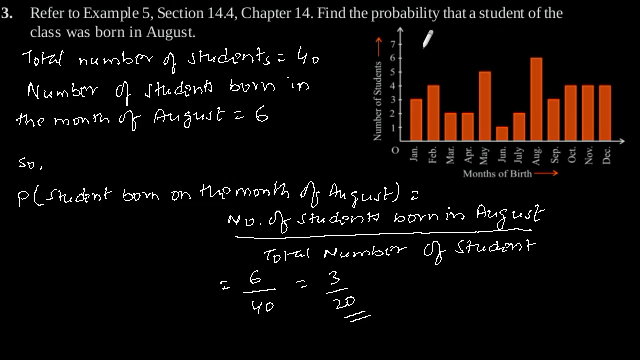 3. Refer to Example 5, Section 14.4, Chapter 14. Find the probability that a student of the
class was born in August.
Total number of students = 40
Number of students born in
the month of August = 6
So,
P(student born on the month of August) =
No. of students born in August
Total Number of Student
= 6/40 = 3/20
Number of Students
7
6
5
4
3
2
1
O
Jan. Feb. Mar. Apr. May Jun. July Aug. Sep. Oct. Nov. Dec.
Months of Birth